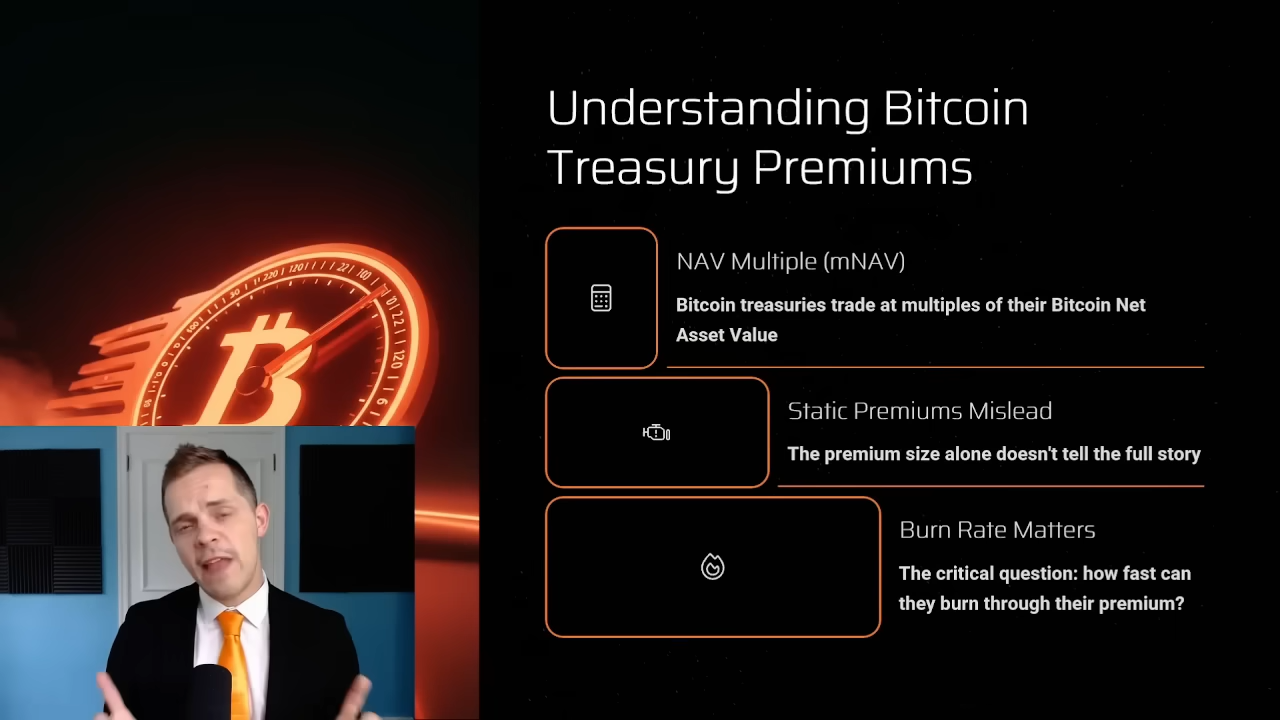 Understanding Bitcoin
Treasury Premiums
NAV Multiple (mNAV)
Bitcoin treasuries trade at multiples of their Bitcoin Net
Asset Value
Static Premiums Mislead
The premium size alone doesn't tell the full story
Burn Rate Matters
The critical question: how fast can
they burn through their premium?